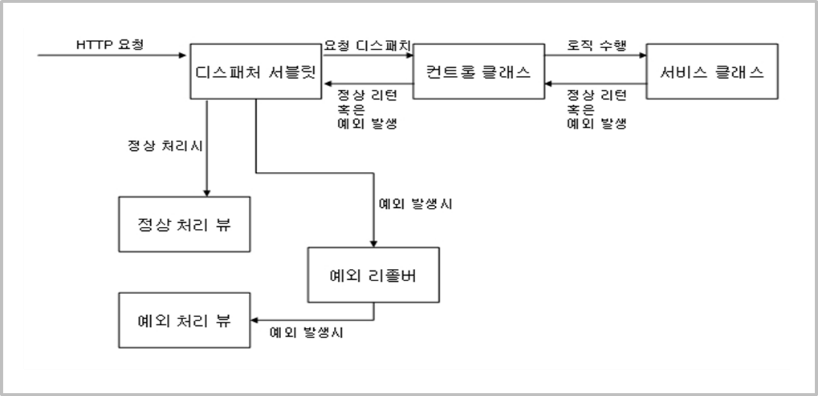 HTTP 요청
디스패처 서블릿
요청 디스패치
컨트롤 클래스
로직 수행
서비스 클래스
정상 리턴
혹은
예외 발생
정상 리턴
혹은
예외 발생
정상 처리시
예외 발생시
정상 처리 뷰
예외 리졸버
예외 처리 뷰
예외 발생시